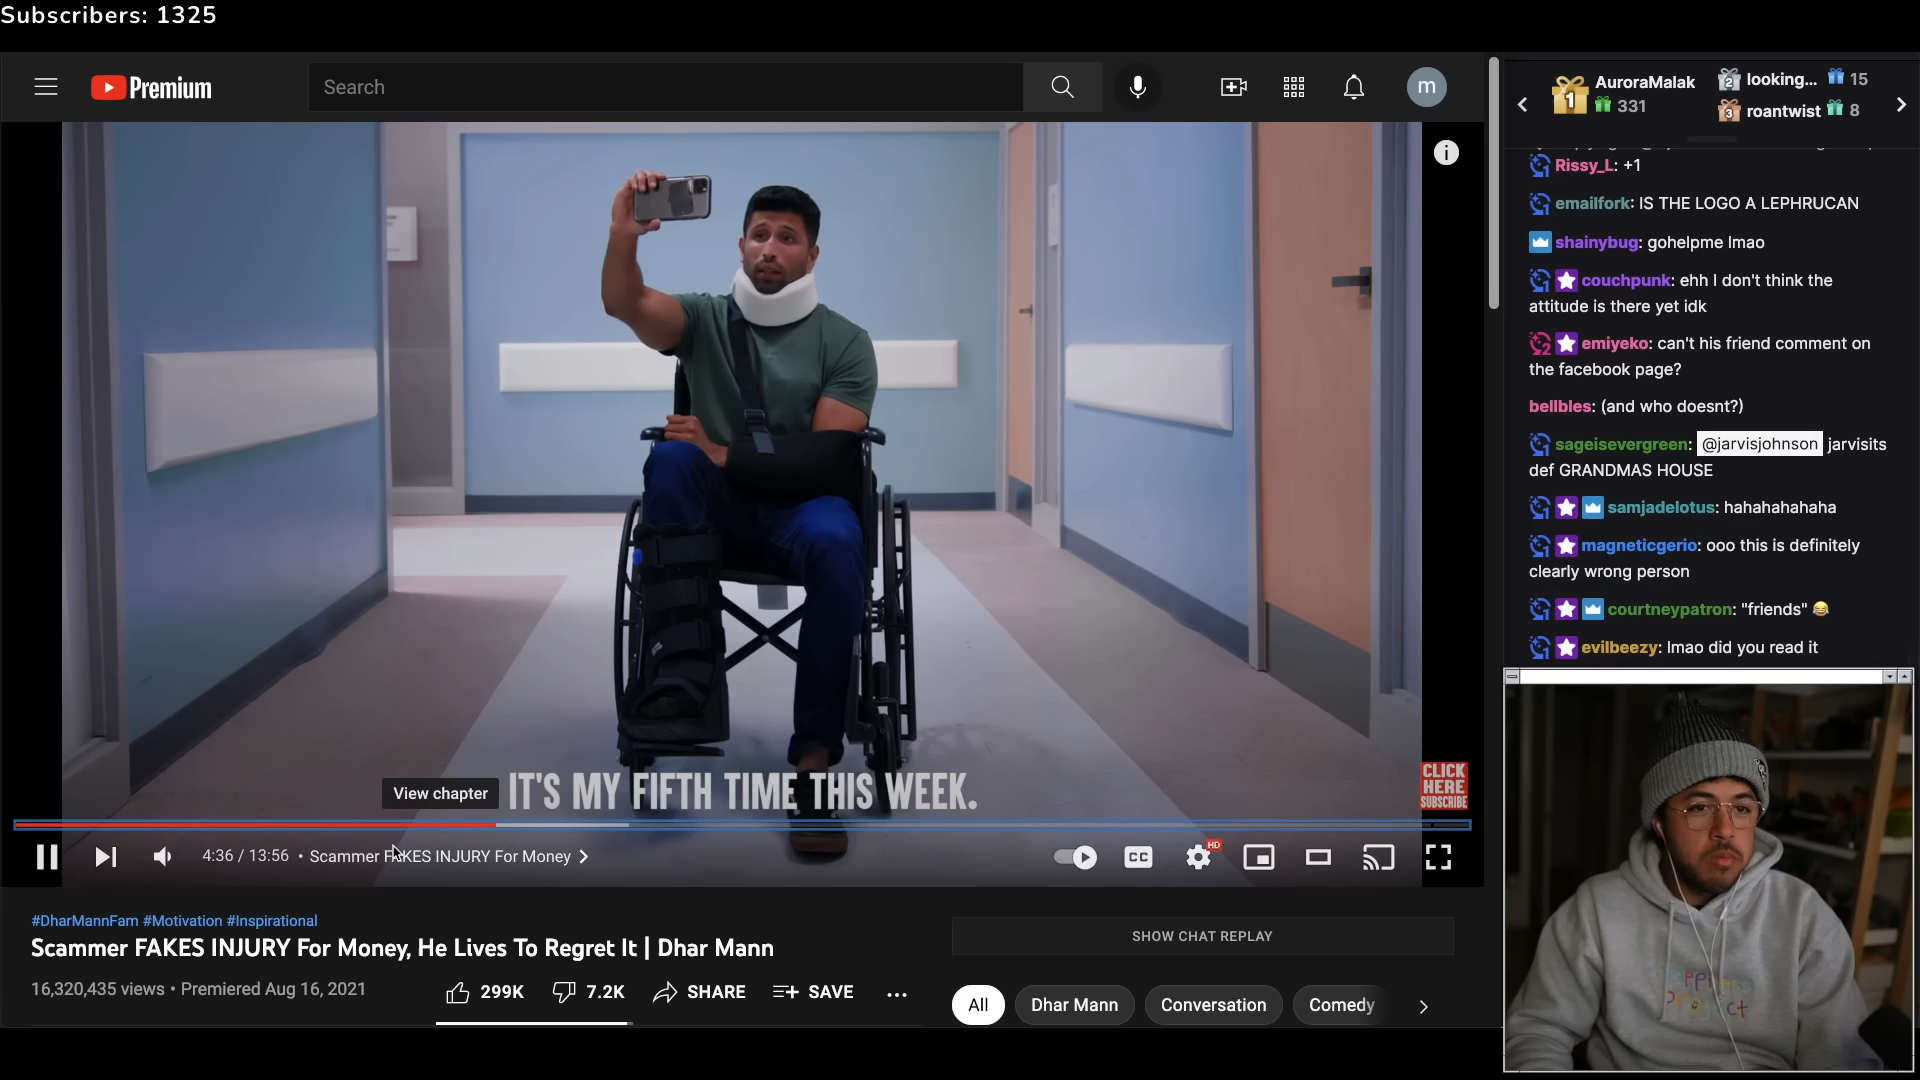 Subscribers: 1325
Premium
Search
m
1
AuroraMalak
331
2
looking...
15
3
roantwist
8
Rissy_L: +1
emailfork: IS THE LOGO A LEPHRUCAN
shainybug: gohelpme lmao
couchpunk: ehh I don't think the
attitude is there yet idk
emiyeko: can't his friend comment on
the facebook page?
bellbles: (and who doesnt?)
sageisevergreen: @jarvisjohnson jarvisits
def GRANDMAS HOUSE
samjadelotus: hahahahahaha
magneticgerio: ooo this is definitely
clearly wrong person
courtneypatron: "friends" 😂
evilbeezy: lmao did you read it
View chapter
IT'S MY FIFTH TIME THIS WEEK.
CLICK
HERE
SUBSCRIBE
4:36 / 13:56 • Scammer FAKES INJURY For Money
CC
HD
#DharMannFam #Motivation #Inspirational
Scammer FAKES INJURY For Money, He Lives To Regret It | Dhar Mann
16,320,435 views • Premiered Aug 16, 2021
299K
7.2K
SHARE
SAVE
...
SHOW CHAT REPLAY
All
Dhar Mann
Conversation
Comedy
project